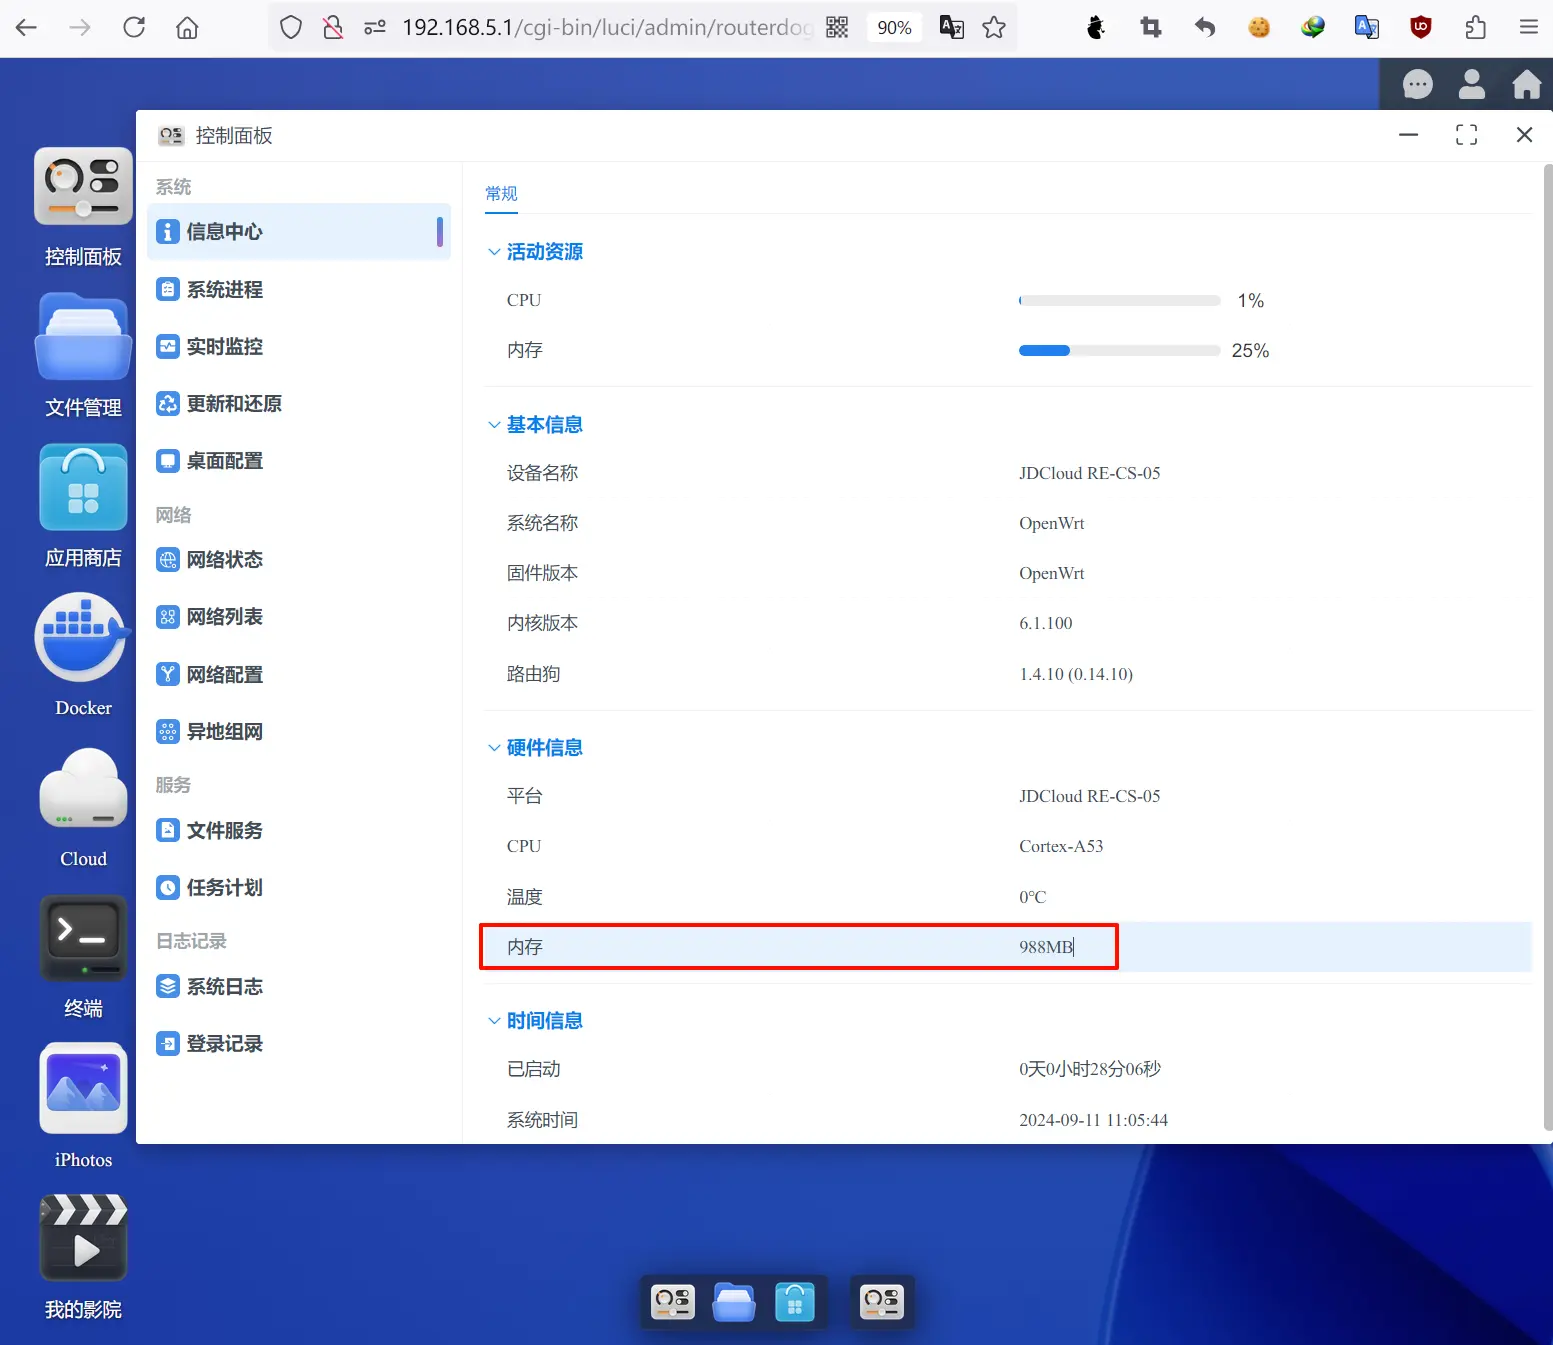 192.168.5.1/cgi-bin/luci/admin/routerdog
90%
控制面板
控制面板
文件管理
应用商店
Docker
Cloud
终端
iPhotos
我的影院
系统
信息中心
系统进程
实时监控
更新和还原
桌面配置
网络
网络状态
网络列表
网络配置
异地组网
服务
文件服务
任务计划
日志记录
系统日志
登录记录
常规
活动资源
CPU 1%
内存 25%
基本信息
设备名称 JDCloud RE-CS-05
系统名称 OpenWrt
固件版本 OpenWrt
内核版本 6.1.100
路由狗 1.4.10 (0.14.10)
硬件信息
平台 JDCloud RE-CS-05
CPU Cortex-A53
温度 0°C
内存 988MB
时间信息
已启动 0天0小时28分06秒
系统时间 2024-09-11 11:05:44